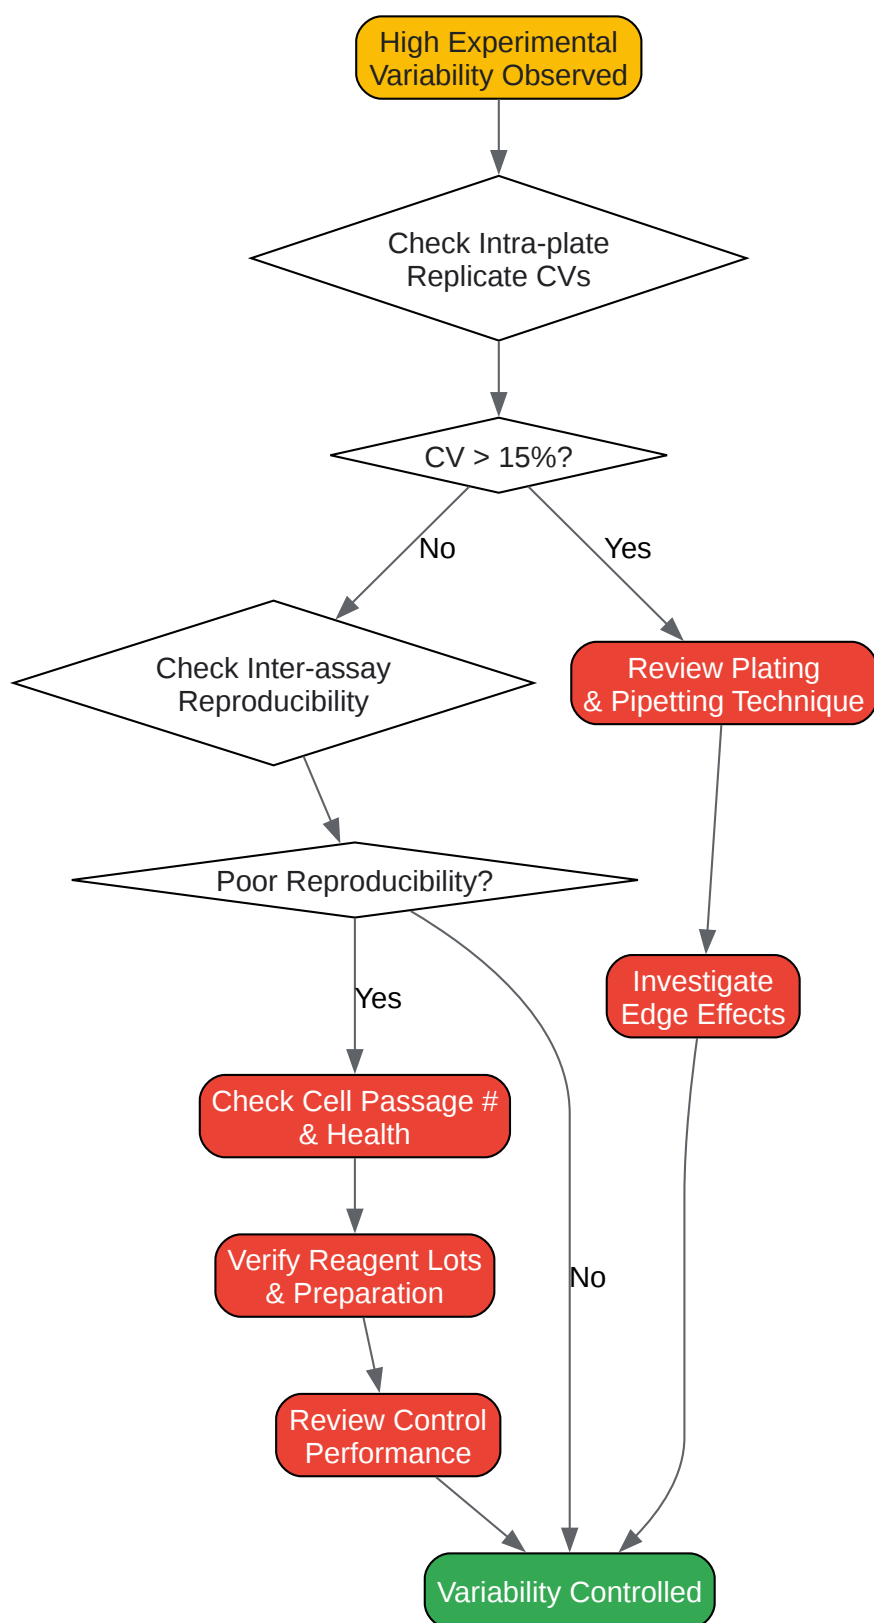 High Experimental
Variability Observed
Check Intra-plate
Replicate CVs
CV > 15%?
No
Yes
Check Inter-assay
Reproducibility
Review Plating
& Pipetting Technique
Poor Reproducibility?
Investigate
Edge Effects
Yes
Check Cell Passage #
& Health
Verify Reagent Lots
& Preparation
No
Review Control
Performance
Variability Controlled